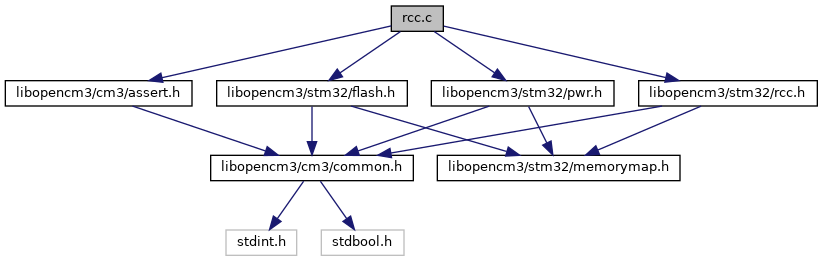 rcc.c
libopencm3/cm3/assert.h
libopencm3/stm32/flash.h
libopencm3/stm32/pwr.h
libopencm3/stm32/rcc.h
libopencm3/cm3/common.h
libopencm3/stm32/memorymap.h
stdint.h
stdbool.h